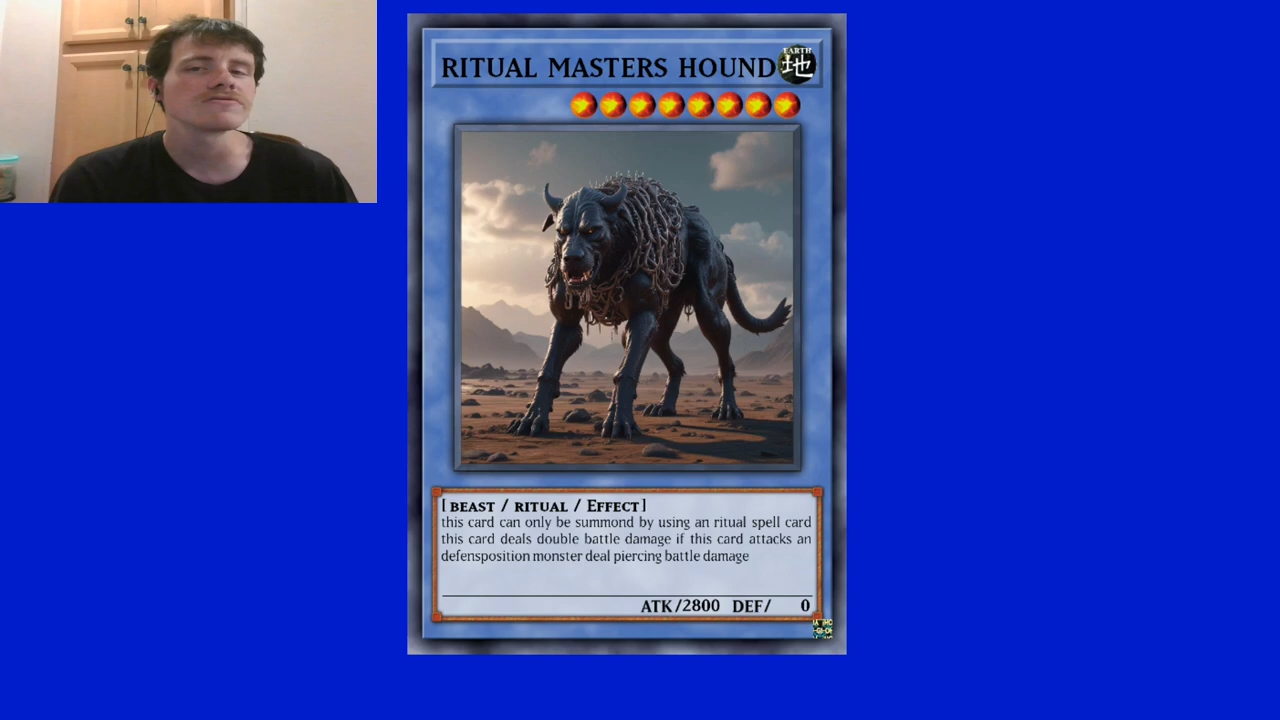 RITUAL MASTERS HOUND
EARTH
地
[ BEAST / RITUAL / EFFECT ]
this card can only be summond by using an ritual spell card
this card deals double battle damage if this card attacks an
defensposition monster deal piercing battle damage
ATK/2800 DEF/ 0